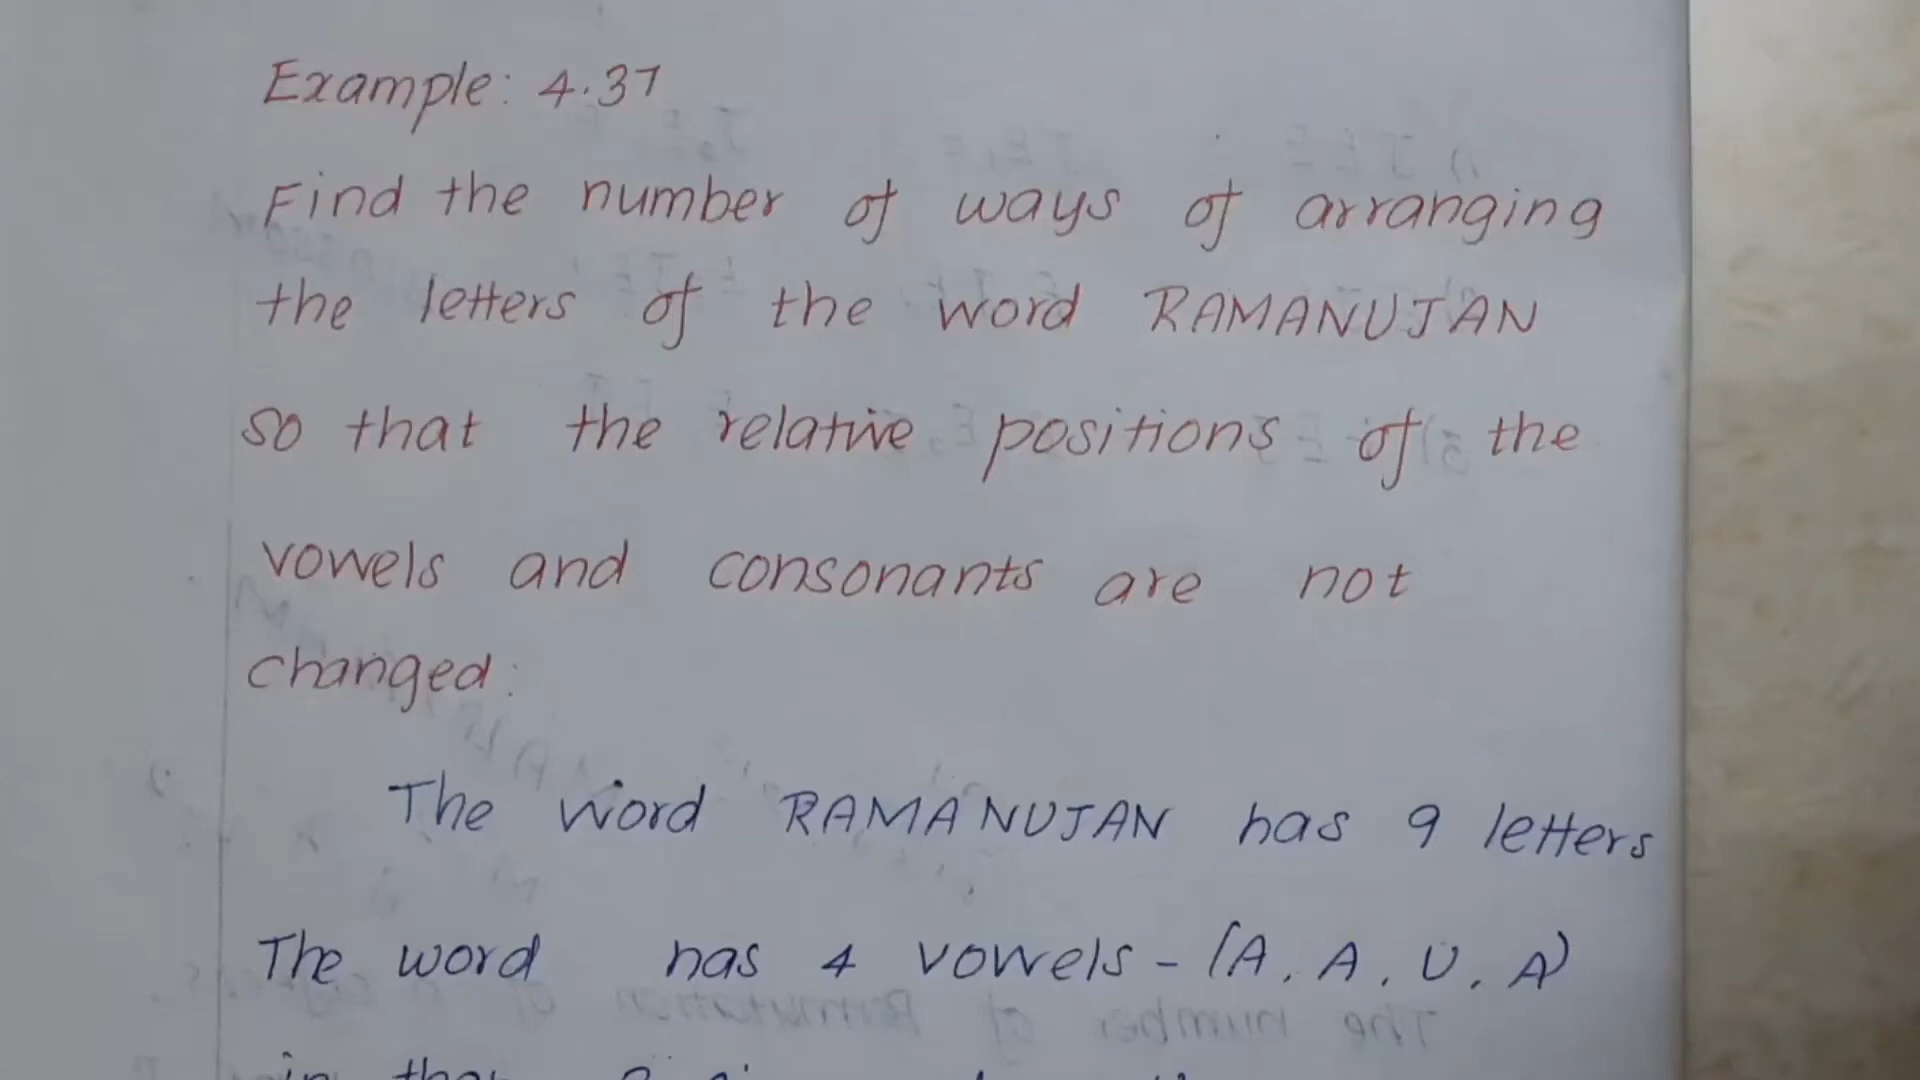 Example: 4.37
Find the number of ways of arranging
the letters of the word RAMANUJAN
so that the relative positions of the
vowels and consonants are not
changed:
The word RAMANUJAN has 9 letters
The word has 4 vowels - (A, A, U, A)